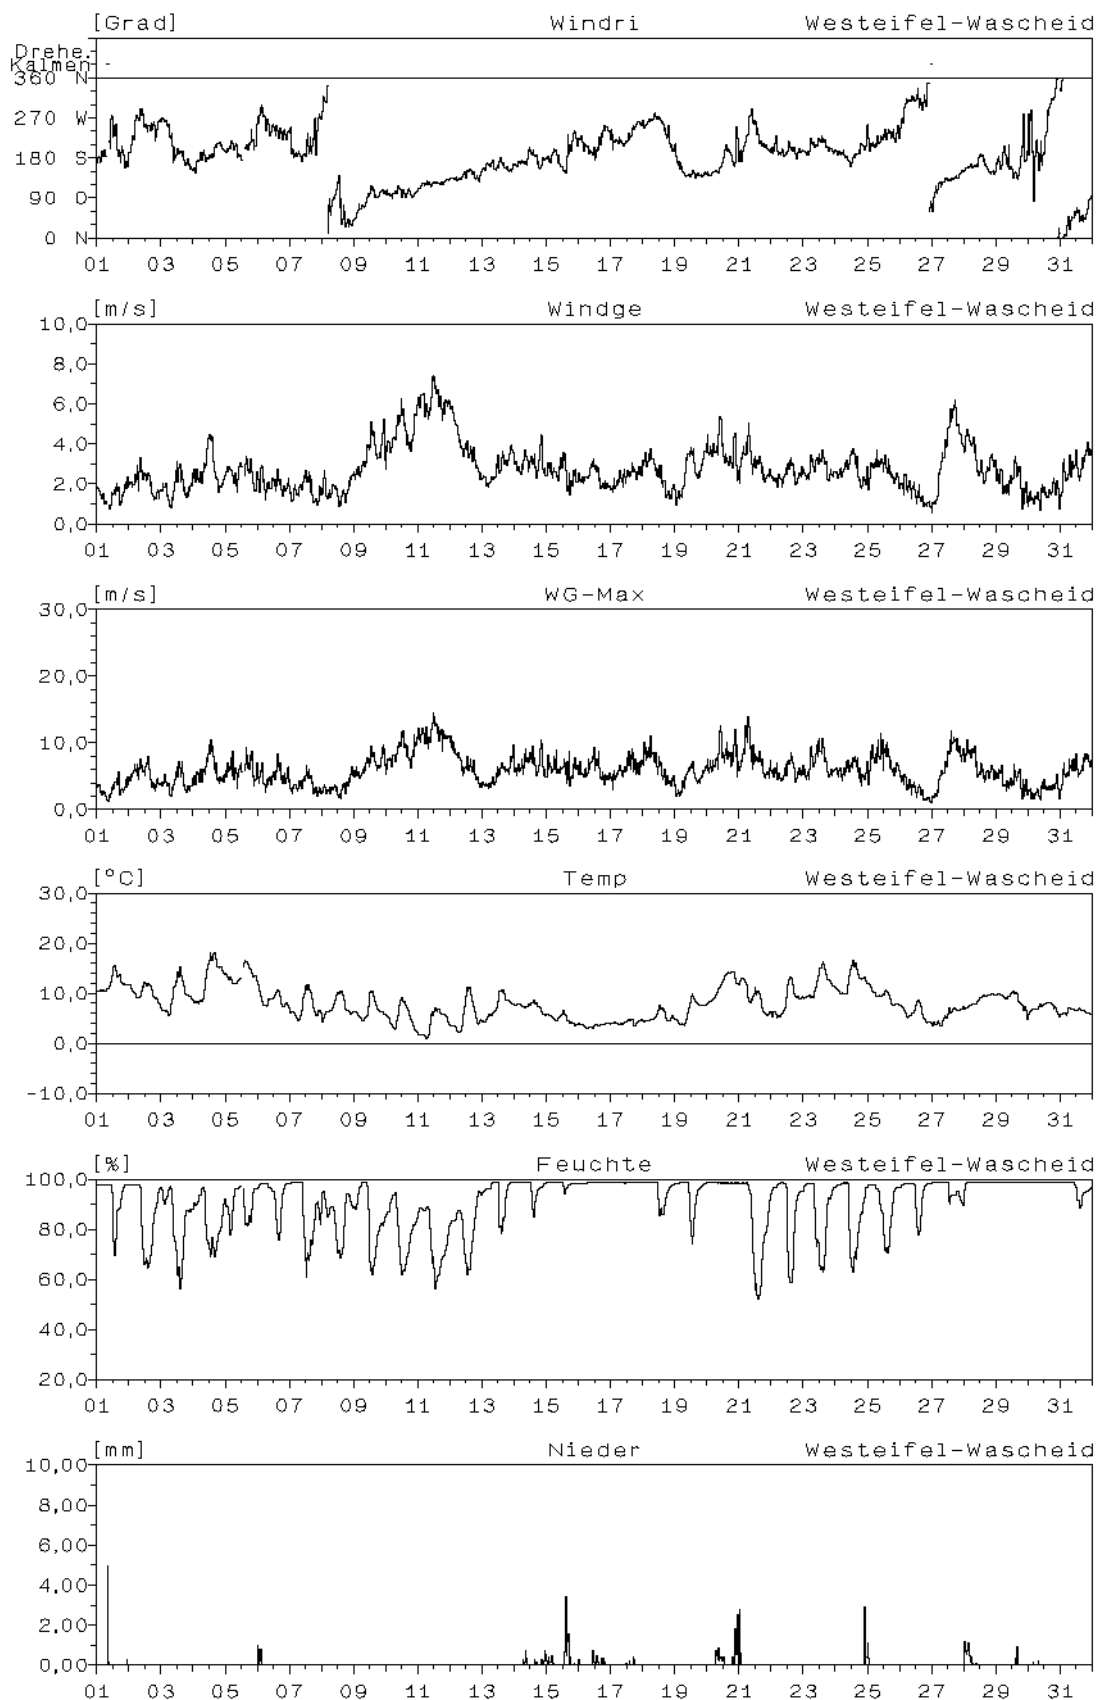 [Grad] Windri Westeifel-Wascheid
Drehe.
Kalmen
360 N
270 W
180 S
90 O
0 N
01 03 05 07 09 11 13 15 17 19 21 23 25 27 29 31
[m/s] Windge Westeifel-Wascheid
10,0
8,0
6,0
4,0
2,0
0,0
01 03 05 07 09 11 13 15 17 19 21 23 25 27 29 31
[m/s] WG-Max Westeifel-Wascheid
30,0
20,0
10,0
0,0
01 03 05 07 09 11 13 15 17 19 21 23 25 27 29 31
[°C] Temp Westeifel-Wascheid
30,0
20,0
10,0
0,0
-10,0
01 03 05 07 09 11 13 15 17 19 21 23 25 27 29 31
[%] Feuchte Westeifel-Wascheid
100,0
80,0
60,0
40,0
20,0
01 03 05 07 09 11 13 15 17 19 21 23 25 27 29 31
[mm] Nieder Westeifel-Wascheid
10,00
8,00
6,00
4,00
2,00
0,00
01 03 05 07 09 11 13 15 17 19 21 23 25 27 29 31